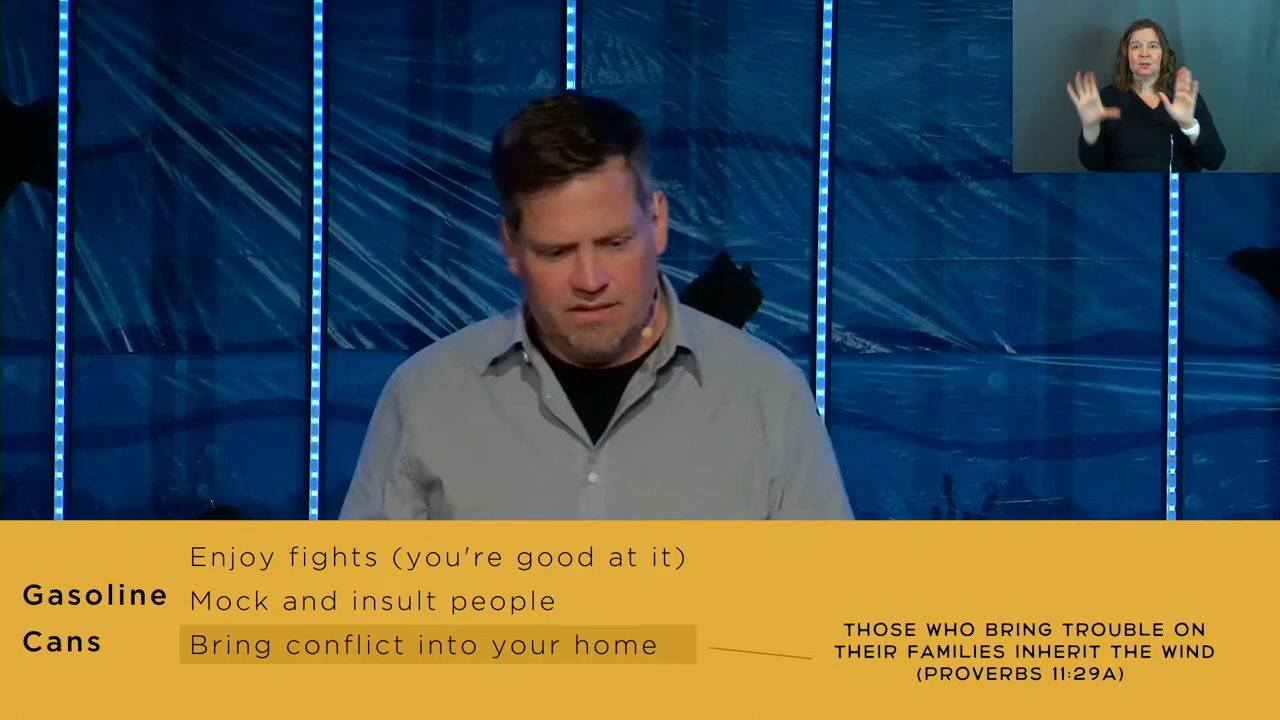 Gasoline
Cans
Enjoy fights (you're good at it)
Mock and insult people
Bring conflict into your home
THOSE WHO BRING TROUBLE ON
THEIR FAMILIES INHERIT THE WIND
(PROVERBS 11:29A)